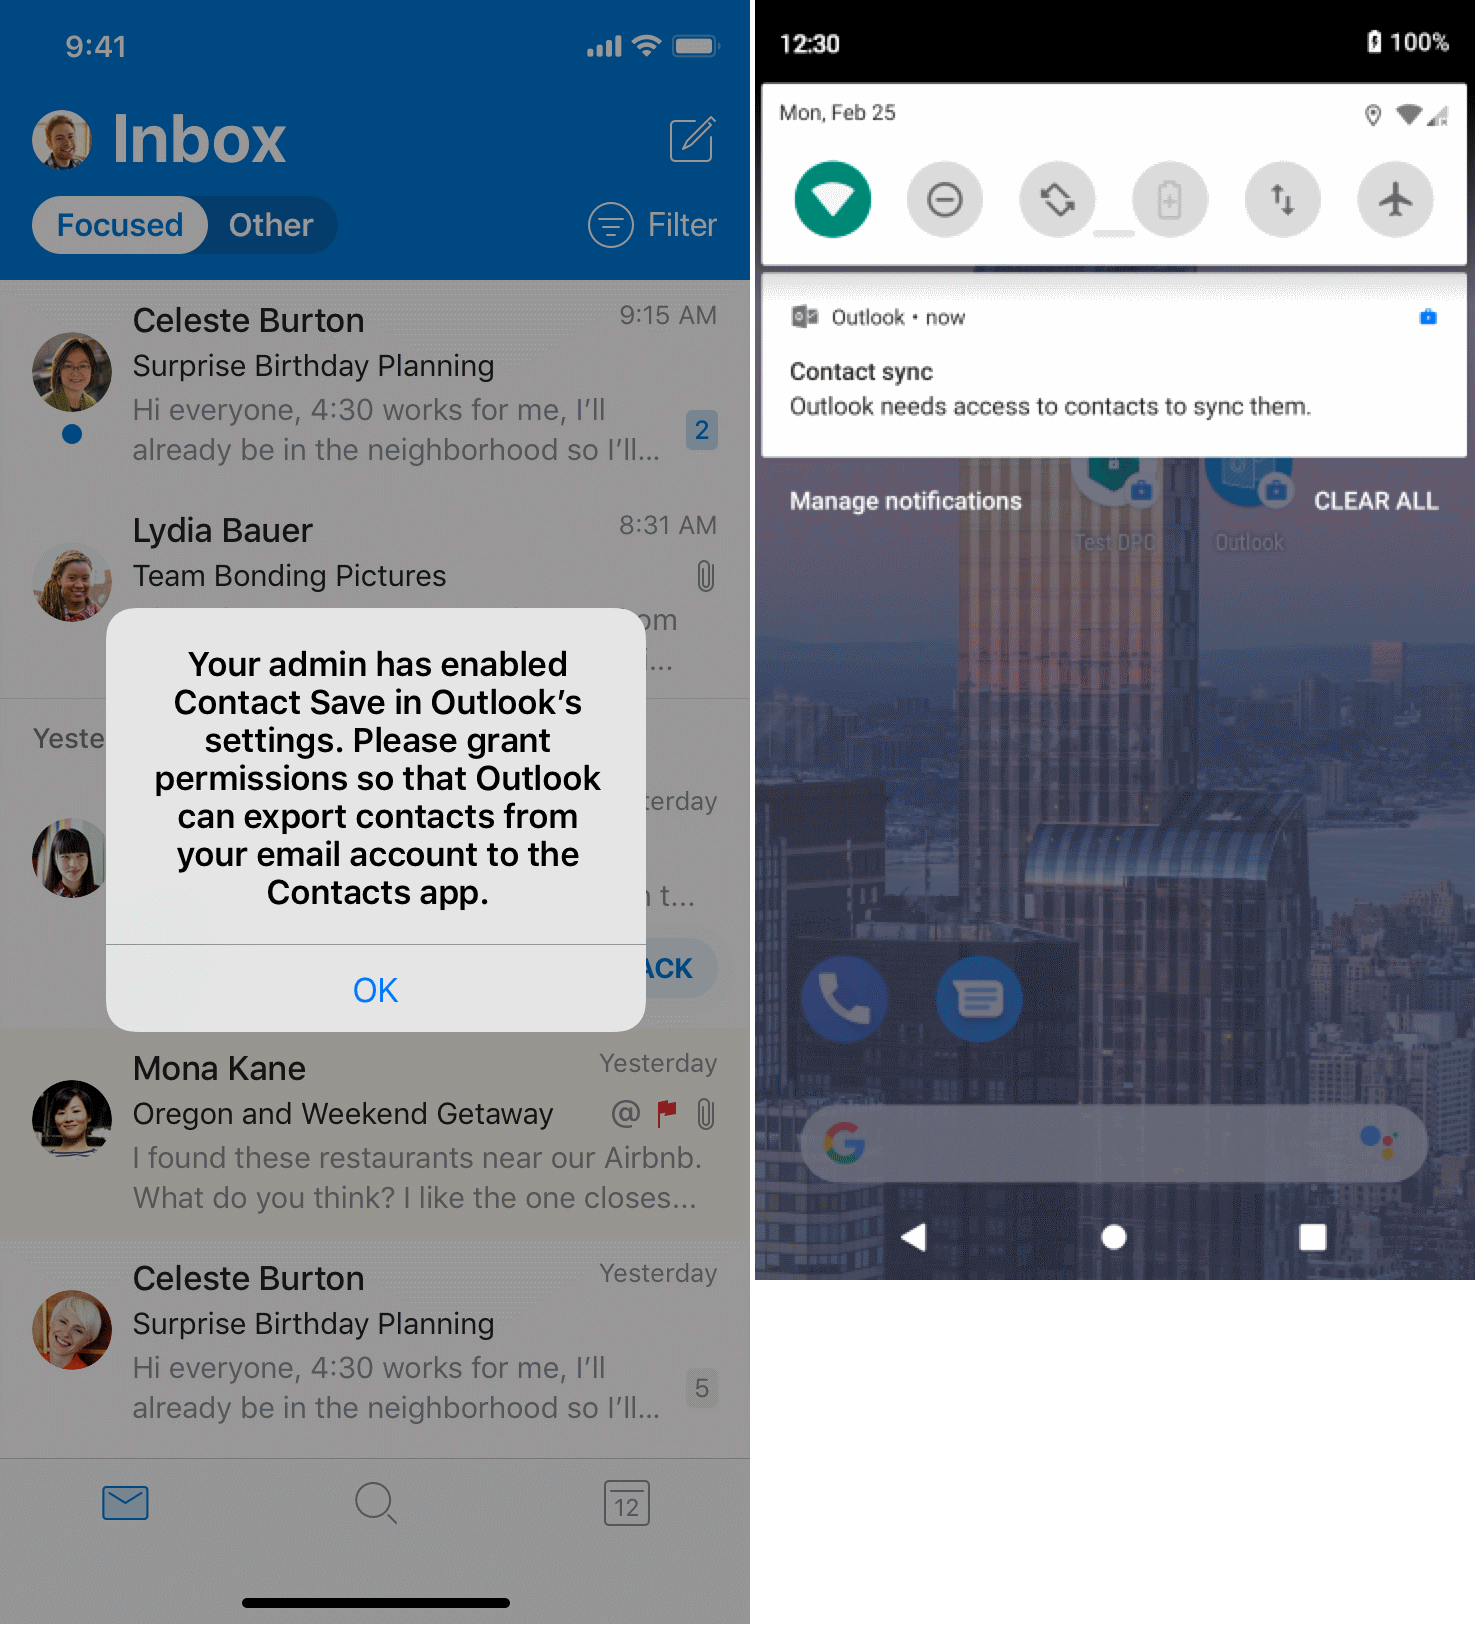 9:41
Inbox
Focused
Other
Filter
Celeste Burton
9:15 AM
Surprise Birthday Planning
Hi everyone, 4:30 works for me, I’ll
already be in the neighborhood so I’ll...
2
Lydia Bauer
8:31 AM
Team Bonding Pictures
om
...
Your admin has enabled
Contact Save in Outlook’s
settings. Please grant
permissions so that Outlook
can export contacts from
your email account to the
Contacts app.
OK
Yeste
terday
t...
ACK
Mona Kane
Yesterday
Oregon and Weekend Getaway
@
I found these restaurants near our Airbnb.
What do you think? I like the one closes...
Celeste Burton
Yesterday
Surprise Birthday Planning
Hi everyone, 4:30 works for me, I’ll
already be in the neighborhood so I’ll...
5
12
12:30
100%
Mon, Feb 25
Outlook • now
Contact sync
Outlook needs access to contacts to sync them.
Manage notifications
CLEAR ALL
Test DPC
Outlook